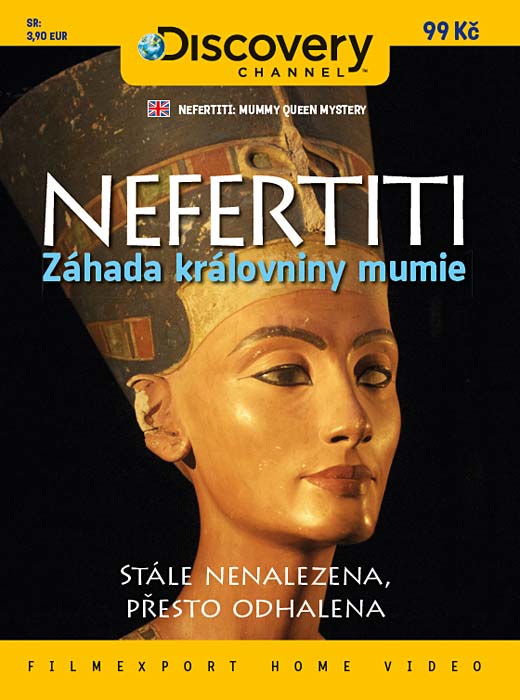 SR:
3,90 EUR
99 Kč
Discovery
CHANNEL™
NEFERTITI: MUMMY QUEEN MYSTERY
NEFERTITI
Záhada královniny mumie
STÁLE NENALEZENA,
PŘESTO ODHALENA
FILMEXPORT HOME VIDEO